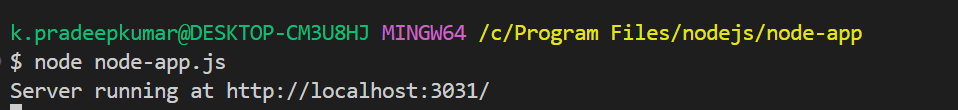 k.pradeepkumar@DESKTOP-CM3U8HJ MINGW64 /c/Program Files/nodejs/node-app
$ node node-app.js
Server running at http://localhost:3031/